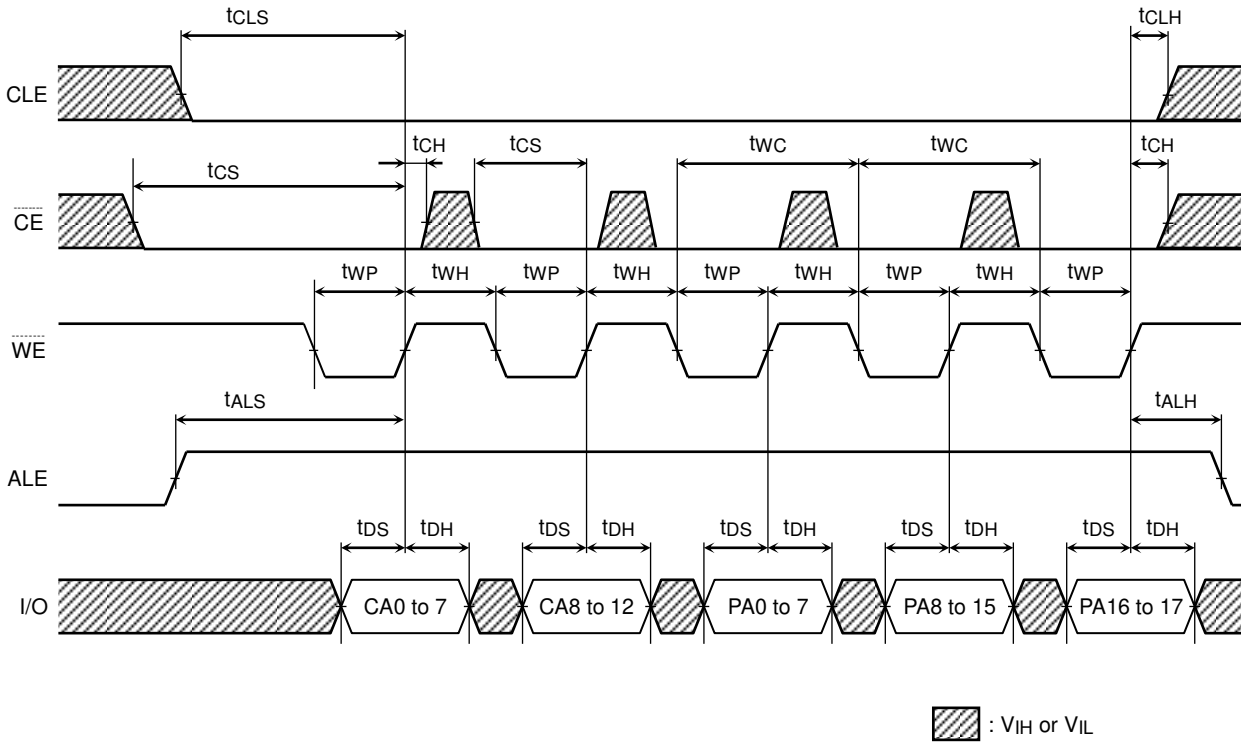 tCLS
tCLH
CLE
tCH
tCS
tWC
tWC
tCH
tCS
CE
tWP
tWH
tWP
tWH
tWP
tWH
tWP
tWH
tWP
WE
tALS
tALH
ALE
tDS
tDH
tDS
tDH
tDS
tDH
tDS
tDH
tDS
tDH
I/O
CA0 to 7
CA8 to 12
PA0 to 7
PA8 to 15
PA16 to 17
: VIH or VIL